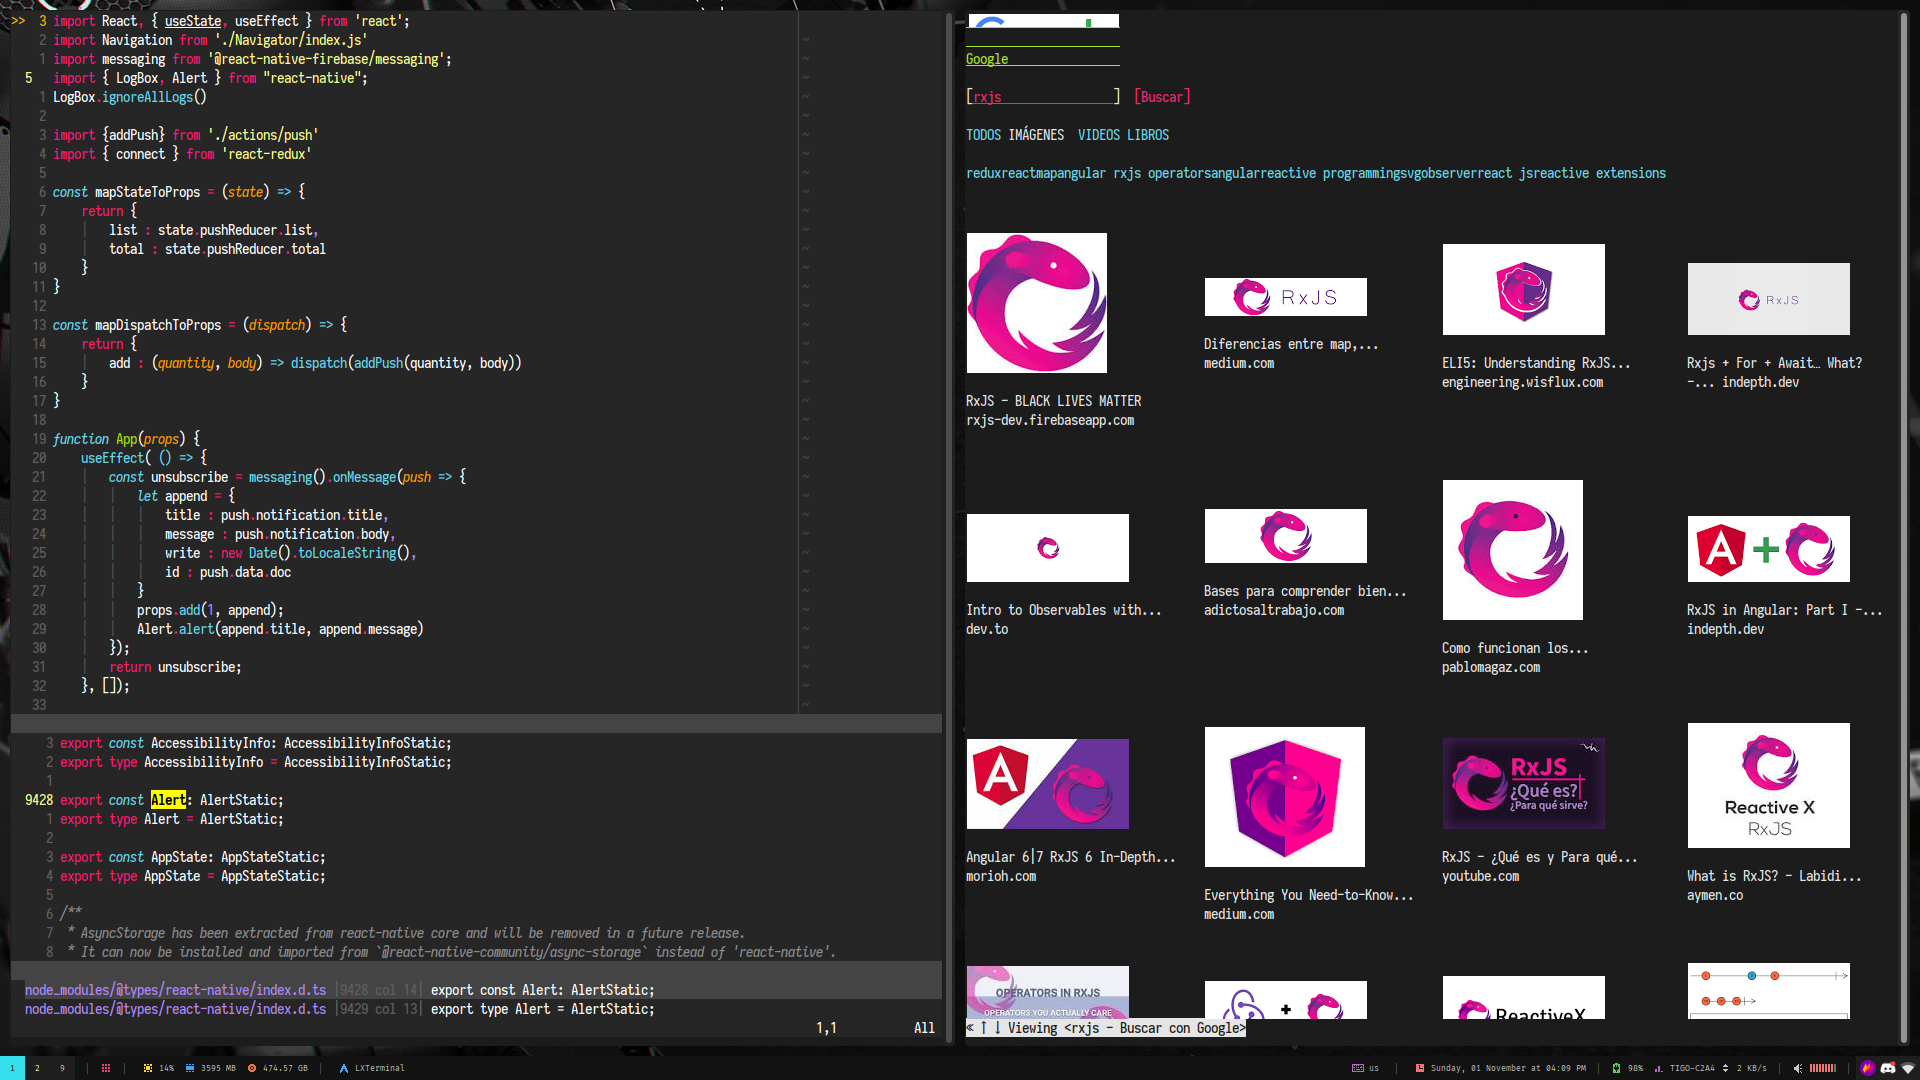 >> 3 import React, { useState, useEffect } from 'react';
2 import Navigation from './Navigator/index.js'
1 import messaging from '@react-native-firebase/messaging';
5 import { LogBox, Alert } from "react-native";
1 LogBox.ignoreAllLogs()
2
3 import {addPush} from './actions/push'
4 import { connect } from 'react-redux'
5
6 const mapStateToProps = (state) => {
7 return {
8 list : state.pushReducer.list,
9 total : state.pushReducer.total
10 }
11 }
12
13 const mapDispatchToProps = (dispatch) => {
14 return {
15 add : (quantity, body) => dispatch(addPush(quantity, body))
16 }
17 }
18
19 function App(props) {
20 useEffect( () => {
21 const unsubscribe = messaging().onMessage(push => {
22 let append = {
23 title : push.notification.title,
24 message : push.notification.body,
25 write : new Date().toLocaleString(),
26 id : push.data.doc
27 }
28 props.add(1, append);
29 Alert.alert(append.title, append.message)
30 });
31 return unsubscribe;
32 }, []);
33
3 export const AccessibilityInfo: AccessibilityInfoStatic;
2 export type AccessibilityInfo = AccessibilityInfoStatic;
1
9428 export const Alert: AlertStatic;
1 export type Alert = AlertStatic;
2
3 export const AppState: AppStateStatic;
4 export type AppState = AppStateStatic;
5
6 /**
7 * AsyncStorage has been extracted from react-native core and will be removed in a future release.
8 * It can now be installed and imported from `@react-native-community/async-storage` instead of 'react-native'.
node_modules/@types/react-native/index.d.ts |9428 col 14| export const Alert: AlertStatic;
node_modules/@types/react-native/index.d.ts |9429 col 13| export type Alert = AlertStatic;
1,1 All
Google
[rxjs ] [Buscar]
TODOS IMÁGENES VIDEOS LIBROS
reduxreactmapangular rxjs operatorsangularreactive programmingsvgobserverreact jsreactive extensions
RxJS
RxJS
RxJS - BLACK LIVES MATTER
rxjs-dev.firebaseapp.com
Diferencias entre map,...
medium.com
ELI5: Understanding RxJS...
engineering.wisflux.com
Rxjs + For + Await… What?
-... indepth.dev
A +
Intro to Observables with...
dev.to
Bases para comprender bien...
adictosaltrabajo.com
Como funcionan los...
pablomagaz.com
RxJS in Angular: Part I -...
indepth.dev
A
RxJS
¿Qué es?
¿Para qué sirve?
Reactive X
RxJS
Angular 6|7 RxJS 6 In-Depth...
morioh.com
Everything You Need-to-Know...
medium.com
RxJS - ¿Qué es y Para qué...
youtube.com
What is RxJS? - Labidi...
aymen.co
OPERATORS IN RXJS
OPERATORS YOU ACTUALLY CARE
+
ReactiveX
« ↑ ↓ Viewing <rxjs - Buscar con Google>
1 2 9 14% 3595 MB 474.57 GB LXTerminal us Sunday, 01 November at 04:09 PM 98% TIGO-C2A4 2 KB/s